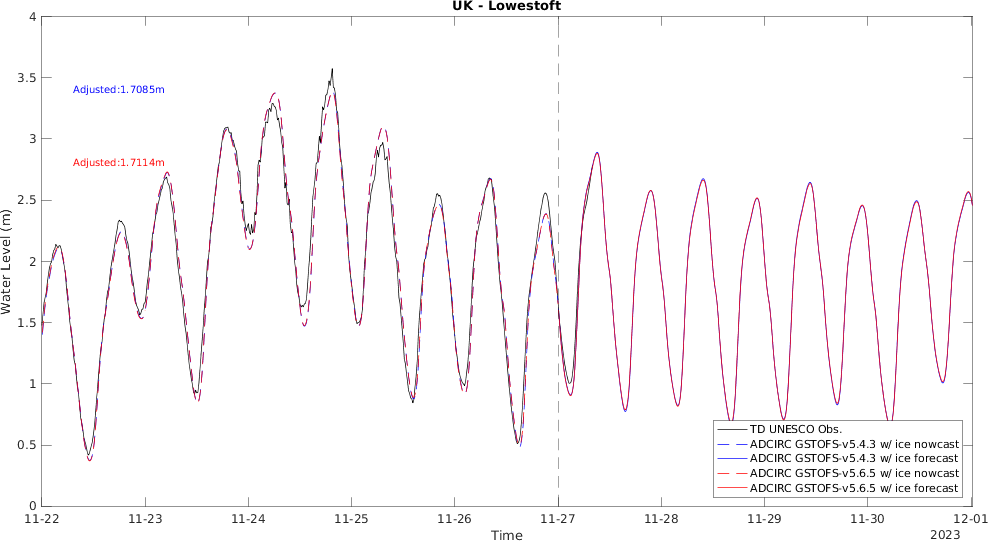 UK - Lowestoft
4
3.5
3
2.5
2
1.5
1
0.5
0
Water Level (m)
Adjusted:1.7085m
Adjusted:1.7114m
TD UNESCO Obs.
ADCIRC GSTOFS-v5.4.3 w/ ice nowcast
ADCIRC GSTOFS-v5.4.3 w/ ice forecast
ADCIRC GSTOFS-v5.6.5 w/ ice nowcast
ADCIRC GSTOFS-v5.6.5 w/ ice forecast
11-22 11-23 11-24 11-25 11-26 11-27 11-28 11-29 11-30 12-01
Time
2023